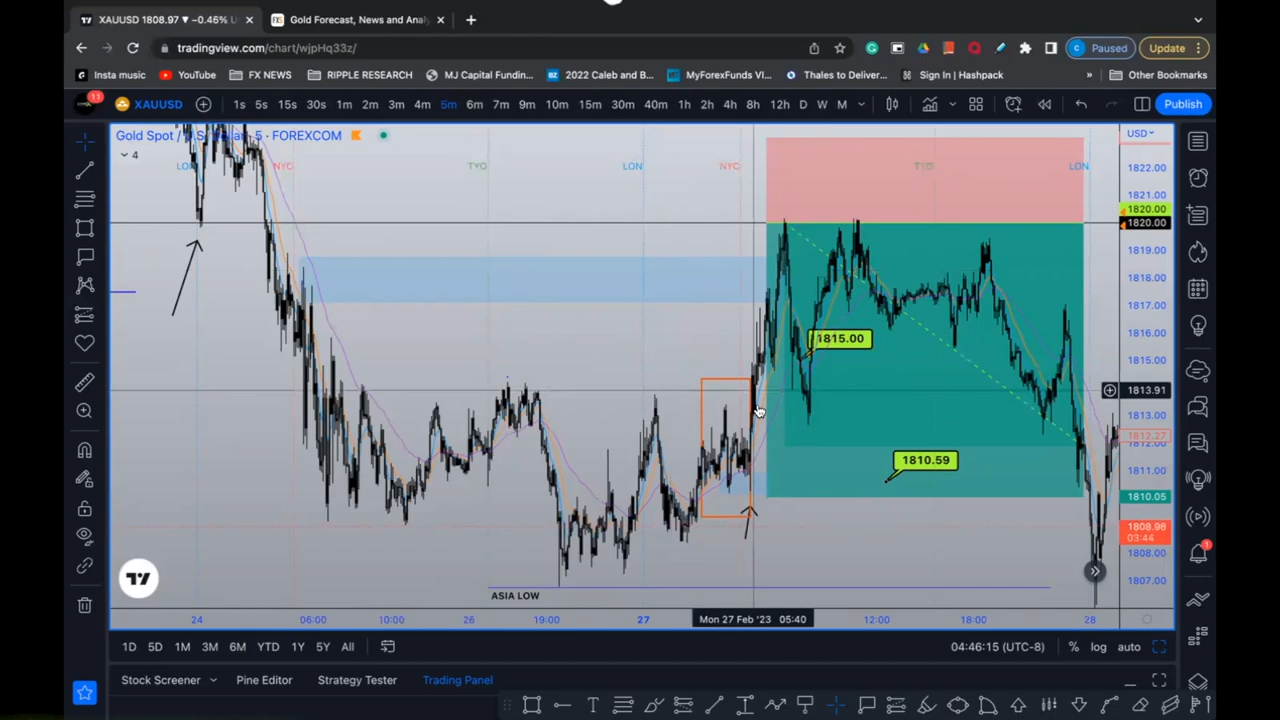 XAUUSD 1808.97 ▼ −0.46% U
Gold Forecast, News and Analy
tradingview.com/chart/wjpHq33z/
Paused
Update
Insta music
YouTube
FX NEWS
RIPPLE RESEARCH
MJ Capital Fundin...
2022 Caleb and B...
MyForexFunds VI...
Thales to Deliver...
Sign In | Hashpack
»
Other Bookmarks
11
XAUUSD
1s 5s 15s 30s 1m 2m 3m 4m 5m 6m 7m 9m 10m 15m 30m 40m 1h 2h 4h 8h 12h D W M
Publish
Gold Spot / U.S. Dollar · 5 · FOREXCOM
4
USD
LON
NYC
TYO
LON
NYC
TYO
LON
1822.00
1821.00
1820.00
1820.00
1819.00
1818.00
1817.00
1816.00
1815.00
1813.91
1813.00
1812.27
1812.00
1811.00
1810.05
1808.96
03:44
1808.00
1807.00
1815.00
1810.59
ASIA LOW
24 06:00 10:00 26 19:00 27 Mon 27 Feb '23 05:40 12:00 18:00 28
1D 5D 1M 3M 6M YTD 1Y 5Y All
04:46:15 (UTC-8)
% log auto
Stock Screener
Pine Editor
Strategy Tester
Trading Panel